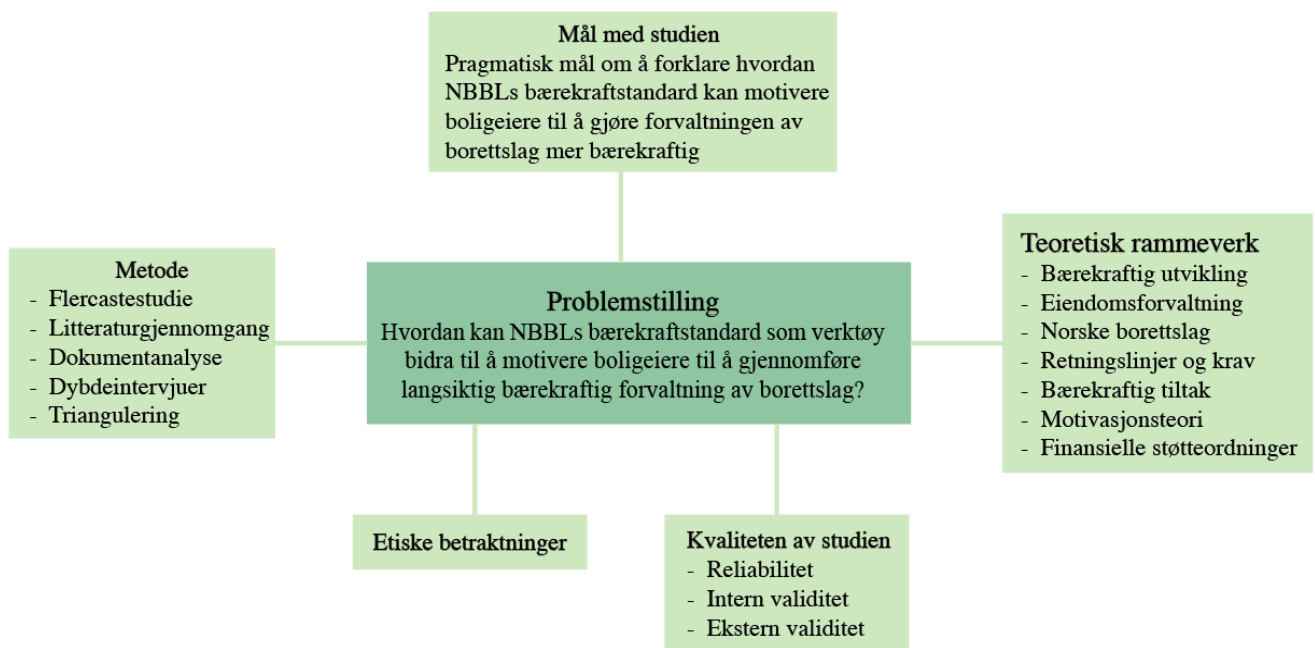 Mål med studien
Pragmatisk mål om å forklare hvordan
NBBLs bærekraftstandard kan motivere
boligeiere til å gjøre forvaltningen av
borettslag mer bærekraftig
Metode
- Flercastestudie
- Litteraturgjennomgang
- Dokumentanalyse
- Dybdeintervjuer
- Triangulering
Problemstilling
Hvordan kan NBBLs bærekraftstandard som verktøy
bidra til å motivere boligeiere til å gjennomføre
langsiktig bærekraftig forvaltning av borettslag?
Teoretisk rammeverk
- Bærekraftig utvikling
- Eiendomsforvaltning
- Norske borettslag
- Retningslinjer og krav
- Bærekraftig tiltak
- Motivasjonsteori
- Finansielle støtteordninger
Etiske betraktninger
Kvaliteten av studien
- Reliabilitet
- Intern validitet
- Ekstern validitet